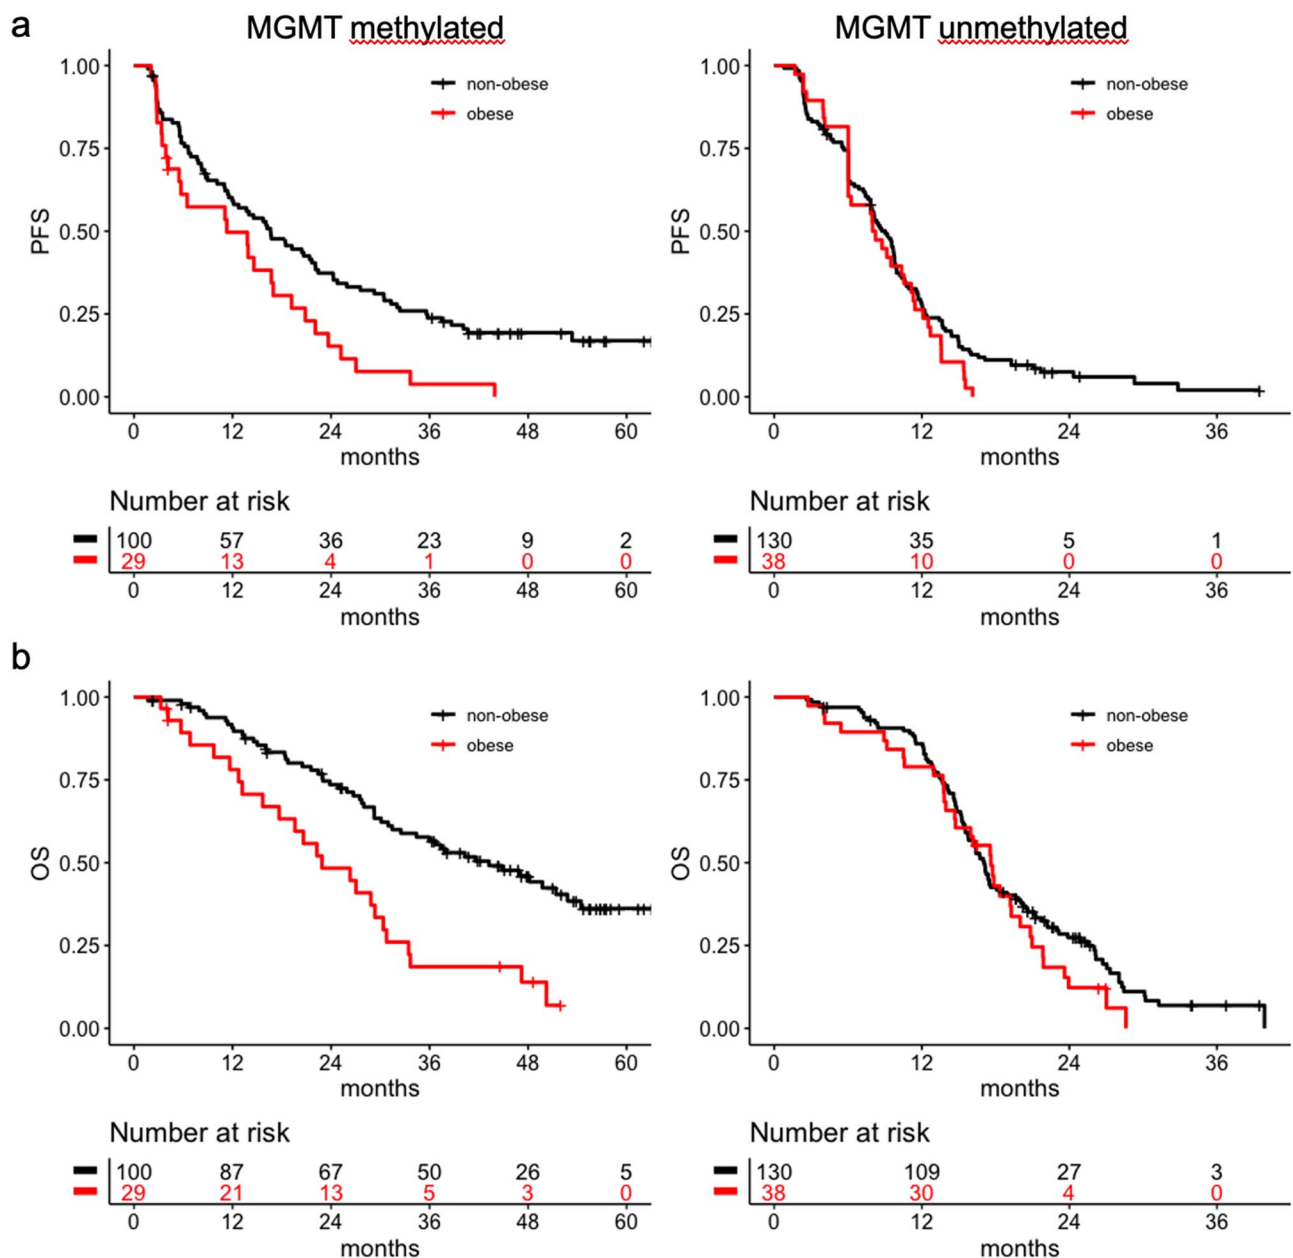 a
MGMT methylated
MGMT unmethylated
1.00
0.75
0.50
0.25
0.00
PFS
non-obese
obese
0 12 24 36 48 60
months
1.00
0.75
0.50
0.25
0.00
PFS
non-obese
obese
0 12 24 36
months
Number at risk
100 57 36 23 9 2
29 13 4 1 0 0
0 12 24 36 48 60
months
Number at risk
130 35 5 1
38 10 0 0
0 12 24 36
months
b
1.00
0.75
0.50
0.25
0.00
OS
non-obese
obese
0 12 24 36 48 60
months
1.00
0.75
0.50
0.25
0.00
OS
non-obese
obese
0 12 24 36
months
Number at risk
100 87 67 50 26 5
29 21 13 5 3 0
0 12 24 36 48 60
months
Number at risk
130 109 27 3
38 30 4 0
0 12 24 36
months